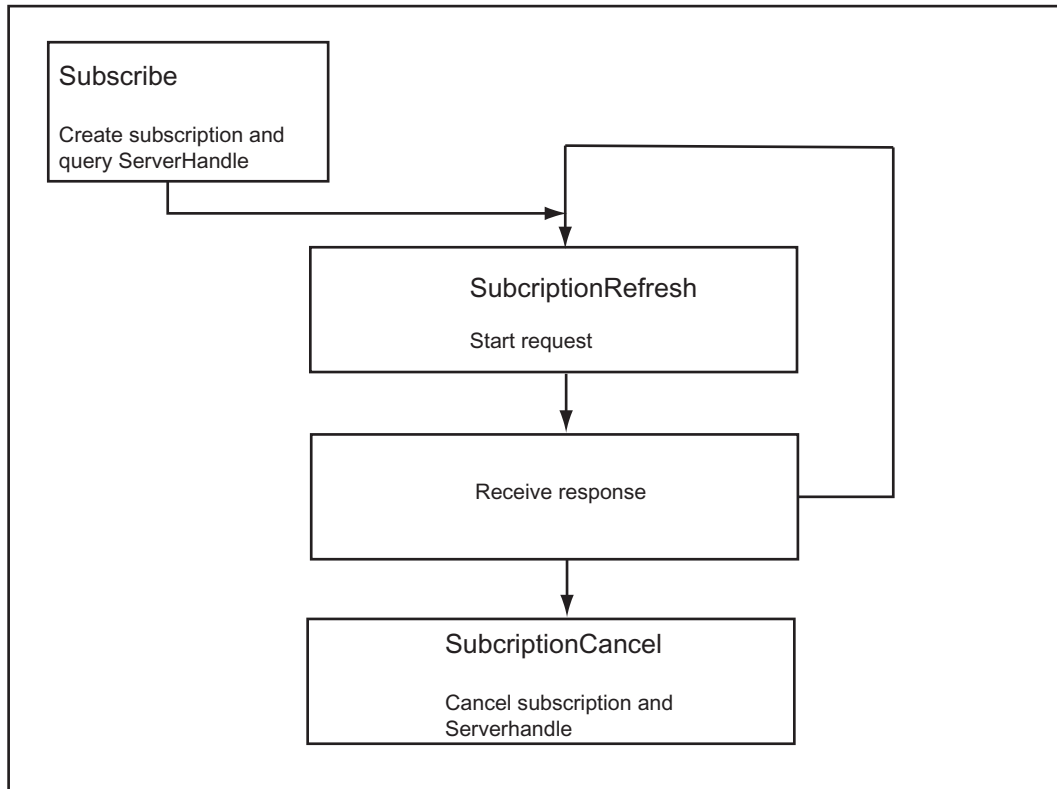 Subscribe
Create subscription and
query ServerHandle
SubcriptionRefresh
Start request
Receive response
SubcriptionCancel
Cancel subscription and
Serverhandle